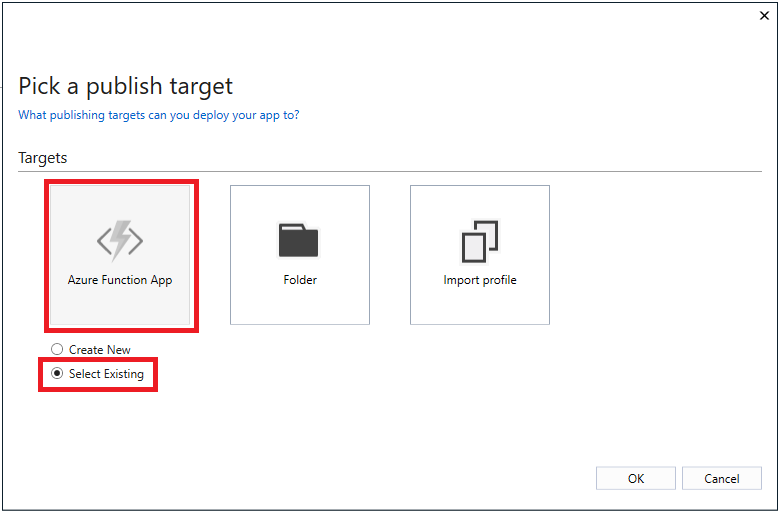 Pick a publish target
What publishing targets can you deploy your app to?
Targets
Azure Function App
Folder
Import profile
Create New
Select Existing
OK
Cancel